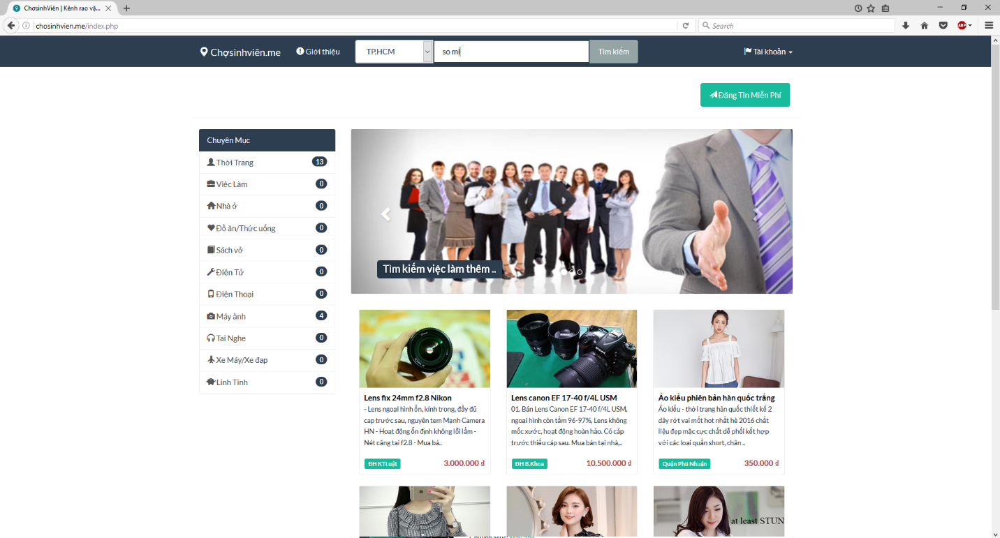 ChợsinhViên | Kênh rao vặ...
chosinhvien.me/index.php
Search
ABP
Chợsinhviên.me
Giới thiệu
TP.HCM
so mi
Tìm kiếm
Tài khoản
Đăng Tin Miễn Phí
Chuyên Mục
Thời Trang 13
Việc Làm 0
Nhà ở 0
Đồ ăn/Thức uống 0
Sách vở 0
Điện Tử 0
Điện Thoại 0
Máy ảnh 4
Tai Nghe 0
Xe Máy/Xe đap 0
Linh Tinh 0
Tìm kiếm việc làm thêm ..
Lens fix 24mm f2.8 Nikon
- Lens ngoại hình ổn, kính trong, đầy đủ
cap trước sau, nguyên tem Mạnh Camera
HN - Hoạt động ổn định không lỗi lầm -
Nét căng tại f2.8 - Mua bá..
ĐH KTLuật 3.000.000 ₫
Lens canon EF 17-40 f/4L USM
01. Bán Lens Canon EF 17-40 f/4L USM,
ngoại hình còn tầm 96-97%, Lens không
mốc xước, hoạt động hoàn hão. Có cáp
trước thiếu cáp sau. Mua bán tại nhà,..
ĐH B.Khoa 10.500.000 ₫
Áo kiểu phiên bản hàn quốc trắng
Áo kiểu - thời trang hàn quốc thiết kế 2
dây rớt vai mốt hot nhất hè 2016 chất
liệu đẹp mặc cực chất dễ phối kết hợp
với các loại quần short, chân ..
Quận Phú Nhuận 350.000 ₫
at least STUN